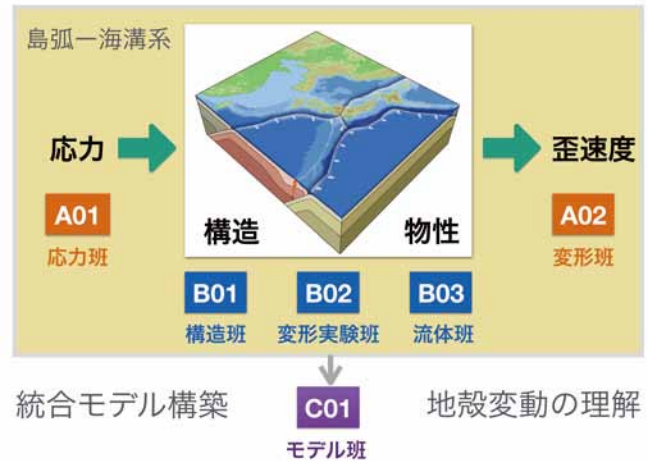 島弧ー海溝系
応力
歪速度
A01
応力班
A02
変形班
構造
物性
B01
B02
B03
構造班
変形実験班
流体班
統合モデル構築
C01
地殻変動の理解
モデル班